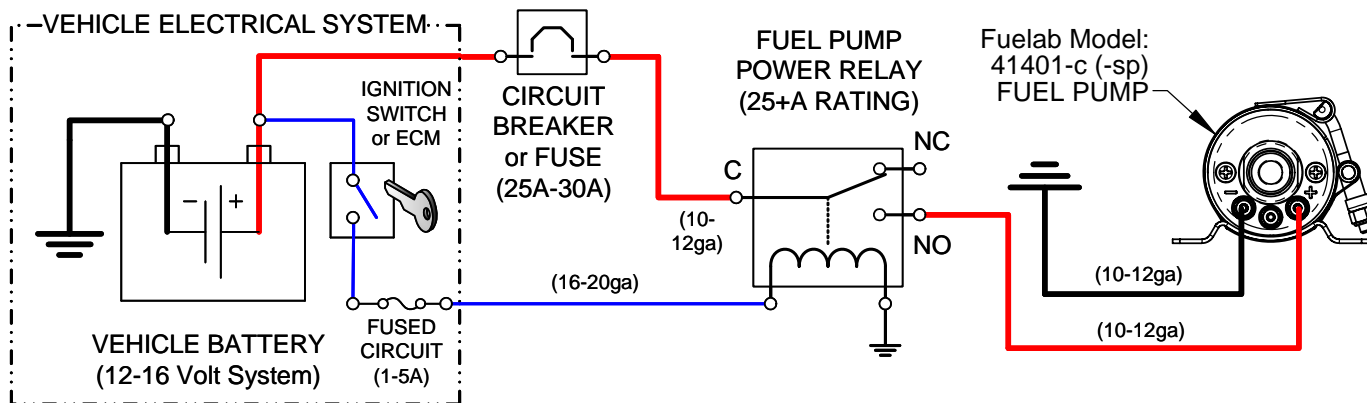 VEHICLE ELECTRICAL SYSTEM
IGNITION
SWITCH
or ECM
- +
VEHICLE BATTERY
(12-16 Volt System)
FUSED
CIRCUIT
(1-5A)
CIRCUIT
BREAKER
or FUSE
(25A-30A)
(16-20ga)
FUEL PUMP
POWER RELAY
(25+A RATING)
C
NC
NO
(10-
12ga)
Fuelab Model:
41401-c (-sp)
FUEL PUMP
- +
(10-12ga)
(10-12ga)